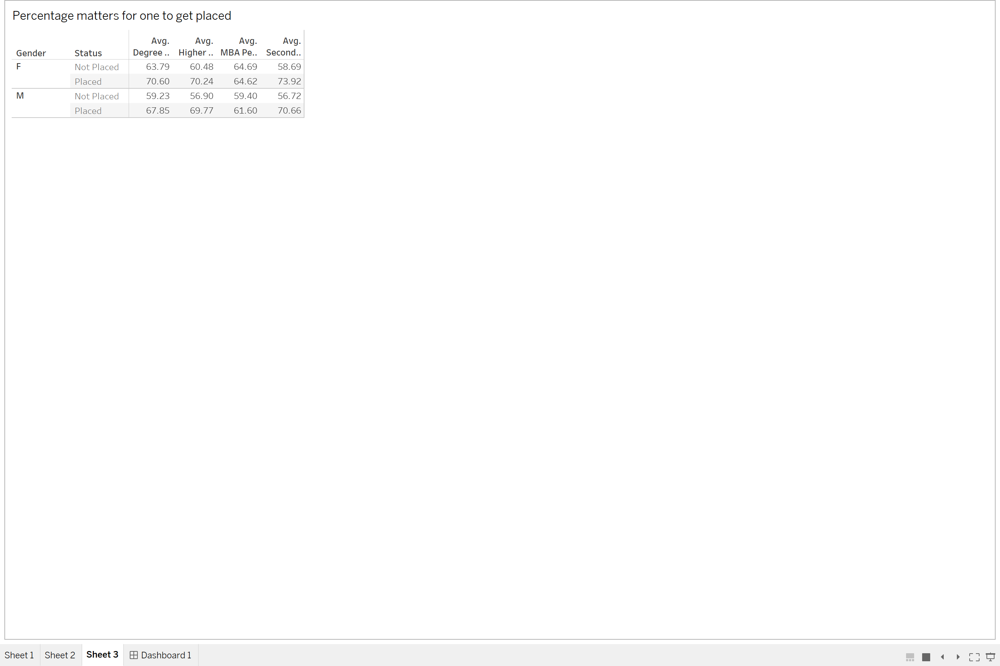 Percentage matters for one to get placed
Avg. Avg. Avg. Avg.
Gender Status Degree .. Higher .. MBA Pe.. Second..
F Not Placed 63.79 60.48 64.69 58.69
Placed 70.60 70.24 64.62 73.92
M Not Placed 59.23 56.90 59.40 56.72
Placed 67.85 69.77 61.60 70.66
Sheet 1 Sheet 2 Sheet 3 Dashboard 1